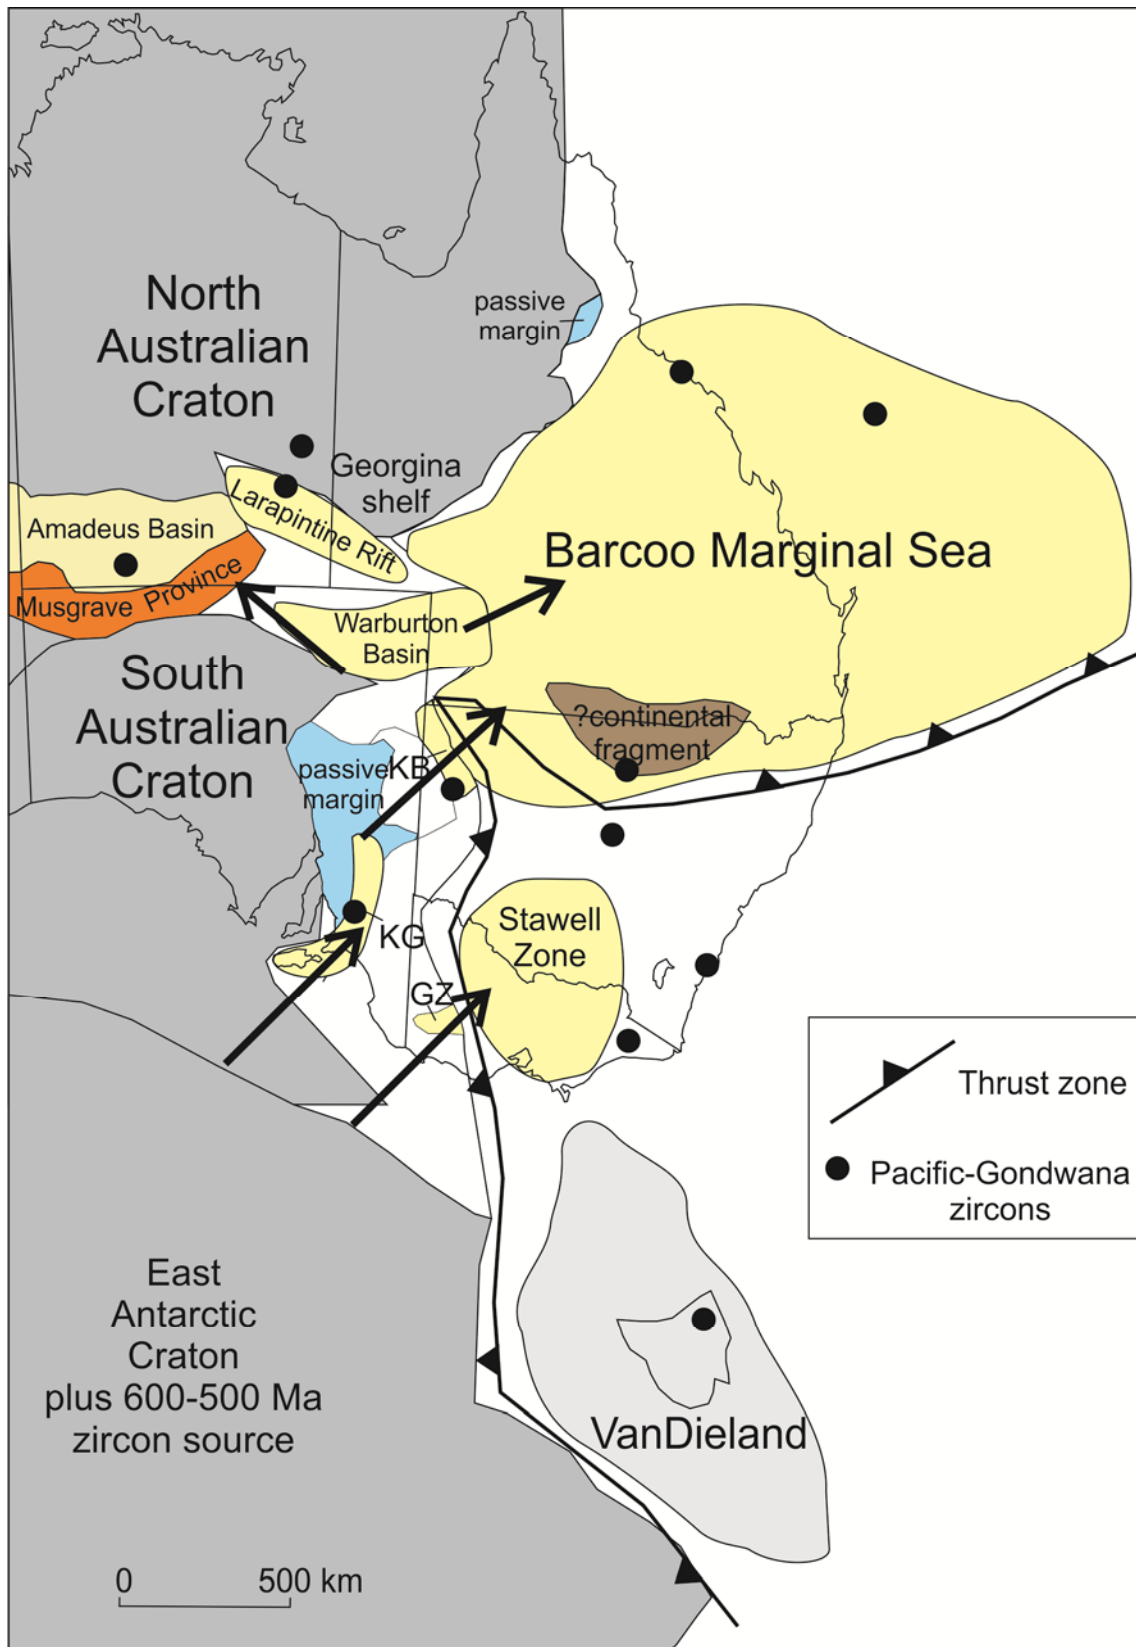 North
Australian
Craton
passive
margin
Georgina
shelf
Larapintine Rift
Amadeus Basin
Musgrave Province
Barcoo Marginal Sea
Warburton
Basin
South
Australian
Craton
?continental
fragment
passive
margin
KB
Stawell
Zone
KG
GZ
Thrust zone
Pacific-Gondwana
zircons
East
Antarctic
Craton
plus 600-500 Ma
zircon source
VanDieland
0 500 km